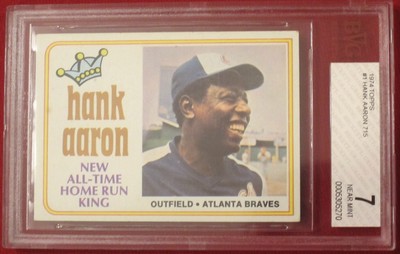 hank
aaron
NEW
ALL-TIME
HOME RUN
KING
OUTFIELD • ATLANTA BRAVES
1974 TOPPS
#1 HANK AARON 715
7
NEAR MINT
0005305270